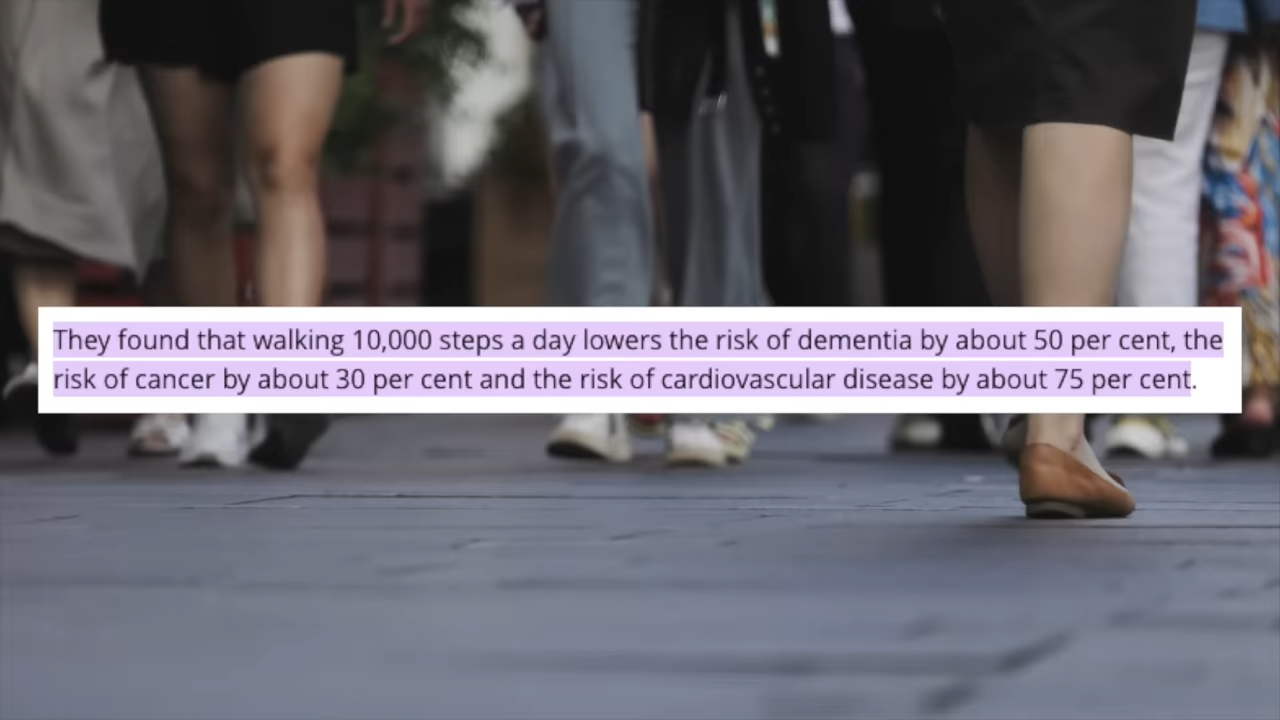 They found that walking 10,000 steps a day lowers the risk of dementia by about 50 per cent, the
risk of cancer by about 30 per cent and the risk of cardiovascular disease by about 75 per cent.